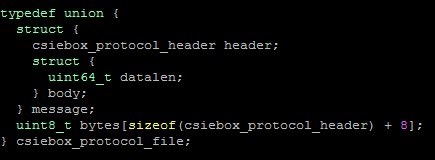 typedef union {
  struct {
    csiebox_protocol_header header;
    struct {
      uint64_t datalen;
    } body;
  } message;
  uint8_t bytes[sizeof(csiebox_protocol_header) + 8];
} csiebox_protocol_file;